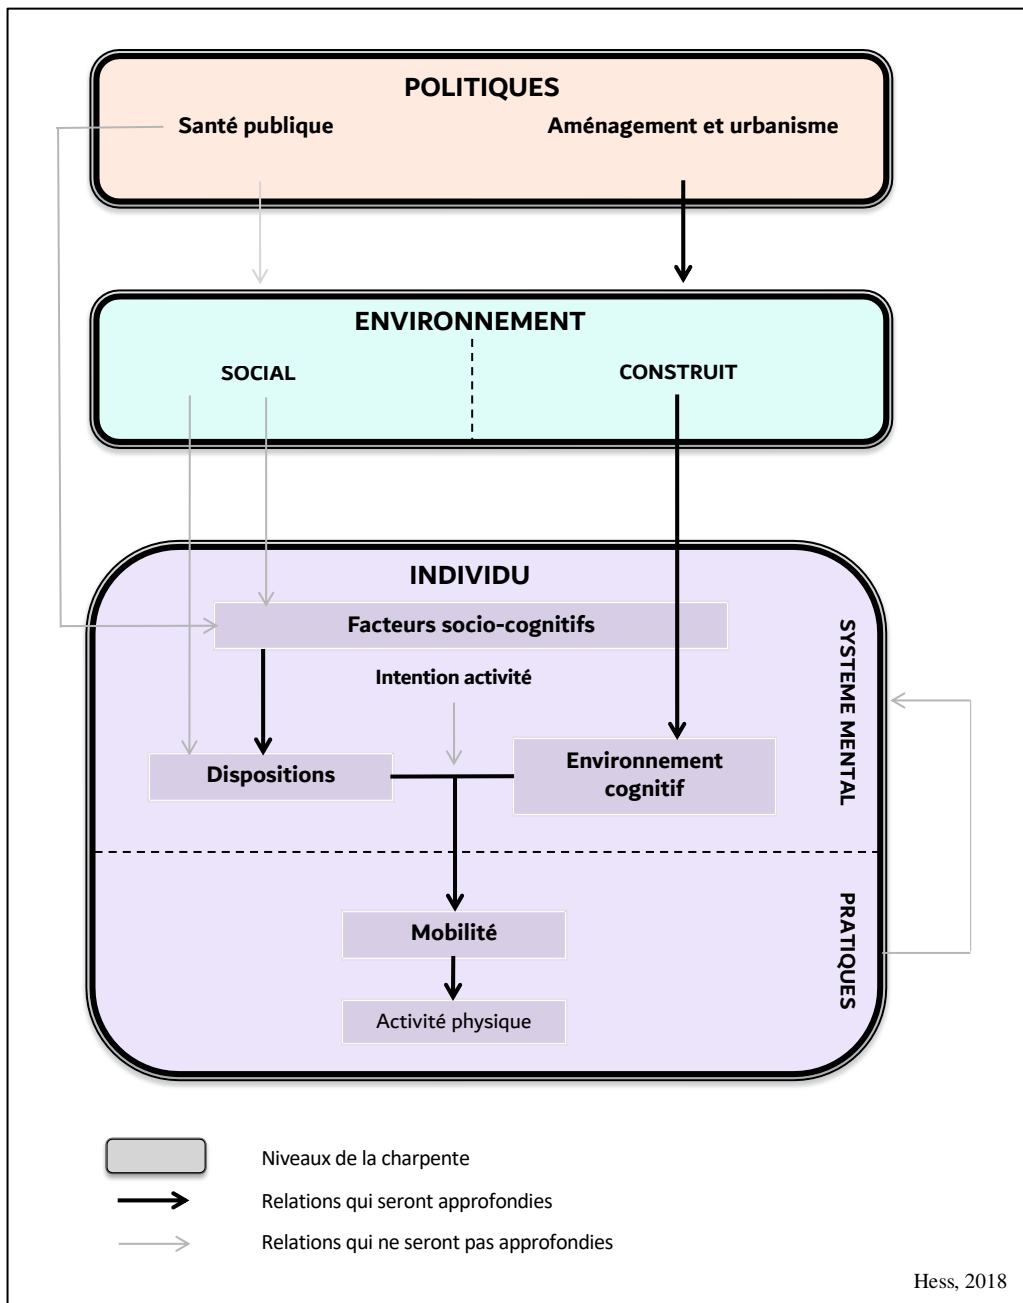 POLITIQUES
Santé publique
Aménagement et urbanisme
ENVIRONNEMENT
SOCIAL
CONSTRUIT
INDIVIDU
Facteurs socio-cognitifs
Intention activité
Dispositions
Environnement
cognitif
SYSTEME MENTAL
Mobilité
Activité physique
PRATIQUES
Niveaux de la charpente
Relations qui seront approfondies
Relations qui ne seront pas approfondies
Hess, 2018